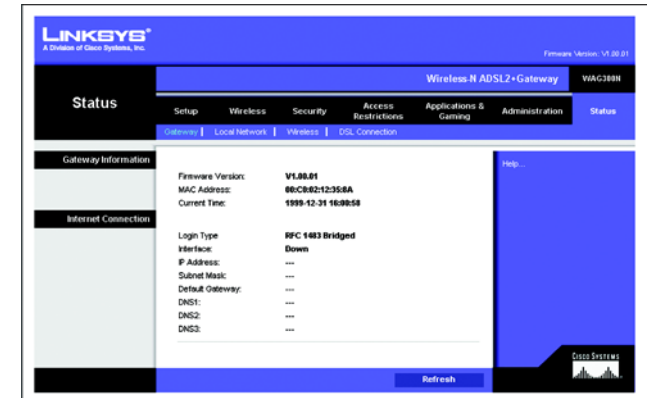 LINKSYS®
A Division of Cisco Systems, Inc.
Firmware Version: V1.00.01
Wireless-N ADSL2+Gateway WAG300N
Status
Setup Wireless Security Access Restrictions Applications & Gaming Administration Status
Gateway | Local Network | Wireless | DSL Connection
Gateway Information
Help...
Firmware Version: V1.00.01
MAC Address: 00:C0:02:12:35:8A
Current Time: 1999-12-31 16:00:58
Internet Connection
Login Type RFC 1483 Bridged
Interface: Down
IP Address: ---
Subnet Mask: ---
Default Gateway: ---
DNS1: ---
DNS2: ---
DNS3: ---
Refresh
CISCO SYSTEMS